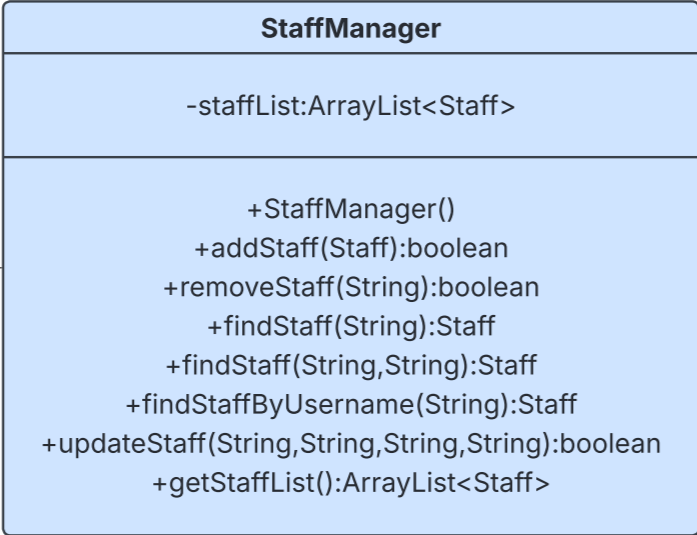 StaffManager
-staffList:ArrayList<Staff>
+StaffManager()
+addStaff(Staff):boolean
+removeStaff(String):boolean
+findStaff(String):Staff
+findStaff(String,String):Staff
+findStaffByUsername(String):Staff
+updateStaff(String,String,String,String):boolean
+getStaffList():ArrayList<Staff>